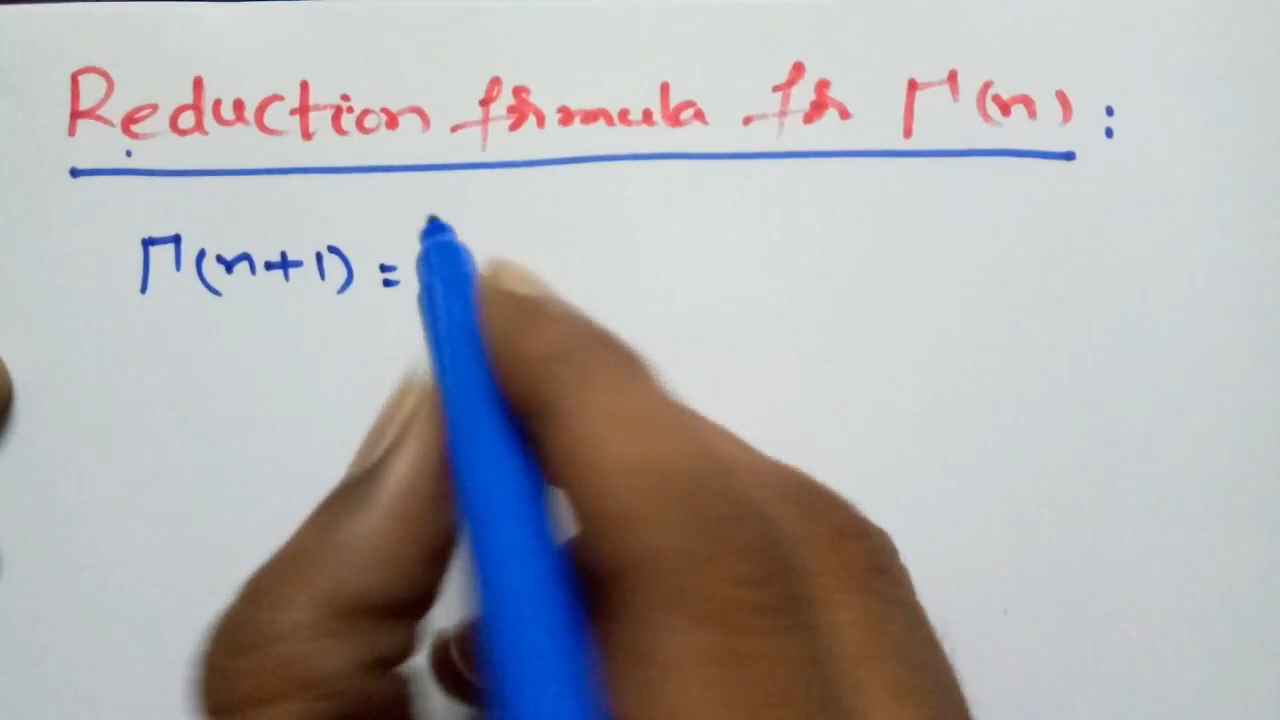 Reduction formula for Γ(n) :
Γ(n+1) =